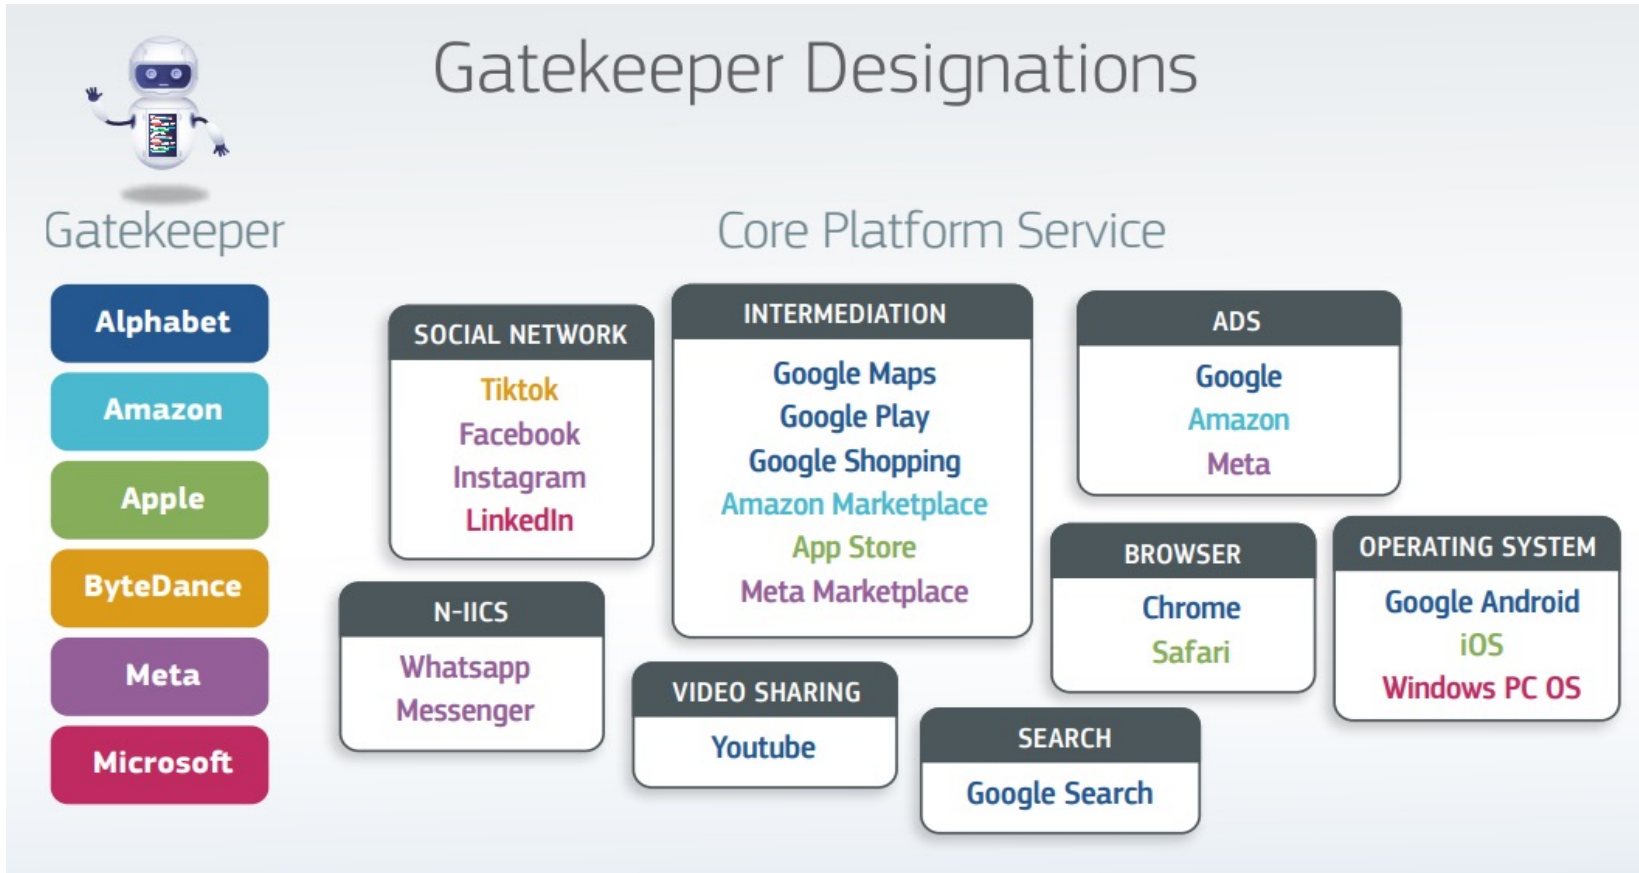 Gatekeeper Designations
Gatekeeper
Alphabet
Amazon
Apple
ByteDance
Meta
Microsoft
Core Platform Service
SOCIAL NETWORK
Tiktok
Facebook
Instagram
LinkedIn
INTERMEDIATION
Google Maps
Google Play
Google Shopping
Amazon Marketplace
App Store
Meta Marketplace
ADS
Google
Amazon
Meta
N-IICS
Whatsapp
Messenger
VIDEO SHARING
Youtube
BROWSER
Chrome
Safari
OPERATING SYSTEM
Google Android
iOS
Windows PC OS
SEARCH
Google Search